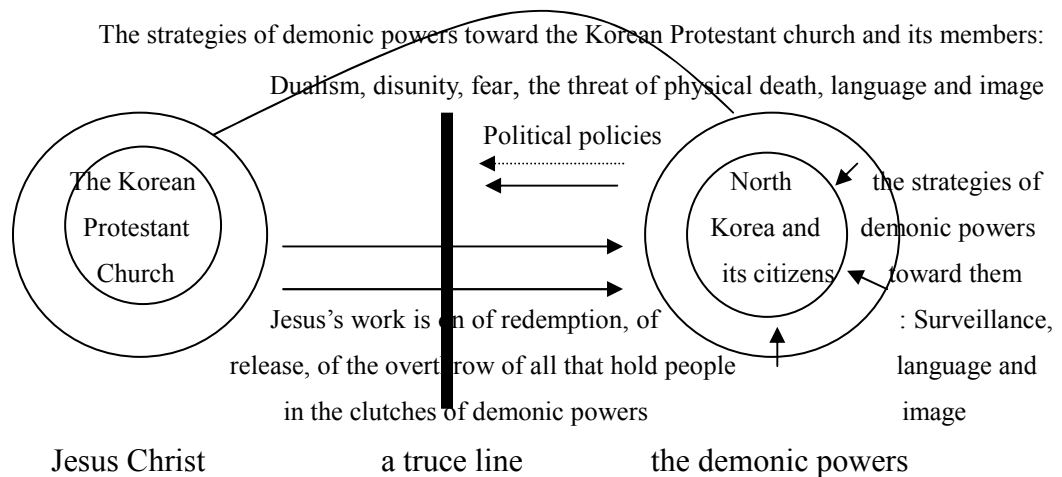 The strategies of demonic powers toward the Korean Protestant church and its members:
Dualism, disunity, fear, the threat of physical death, language and image
Political policies
The Korean
Protestant
Church
North
Korea and
its citizens
the strategies of
demonic powers
toward them
: Surveillance,
language and
image
Jesus's work is on of redemption, of
release, of the overthrow of all that hold people
in the clutches of demonic powers
Jesus Christ
a truce line
the demonic powers